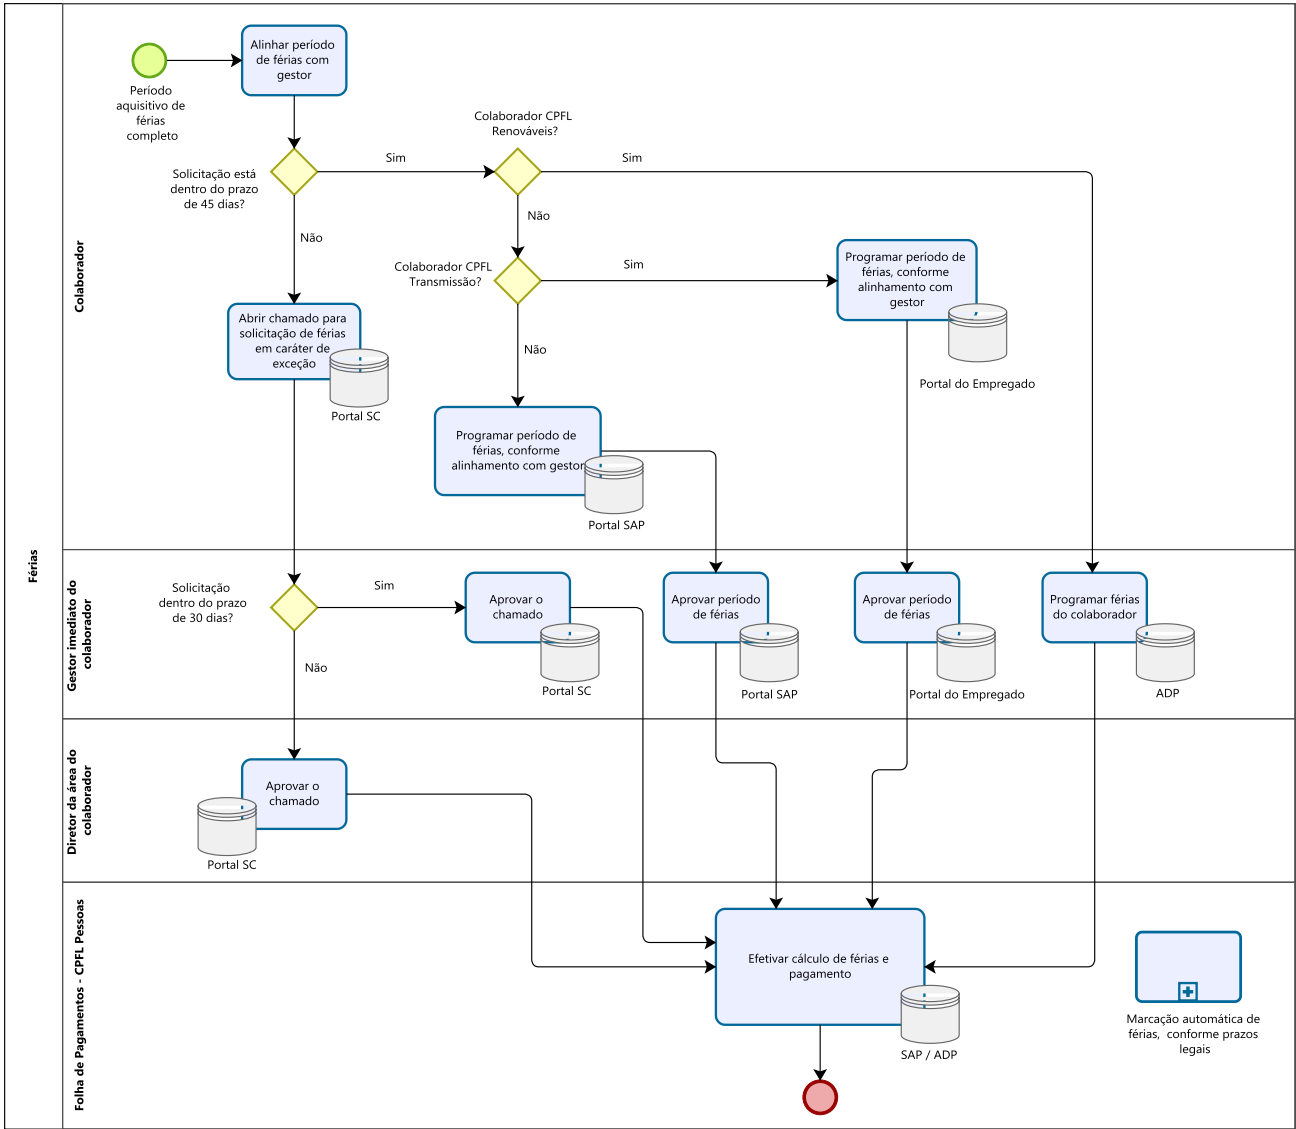 Férias
Colaborador
Período
aquisitivo de
férias
completo
Alinhar período
de férias com
gestor
Solicitação está
dentro do prazo
de 45 dias?
Sim
Colaborador CPFL
Renováveis?
Sim
Não
Não
Colaborador CPFL
Transmissão?
Sim
Programar período de
férias, conforme
alinhamento com
gestor
Portal do Empregado
Abrir chamado para
solicitação de férias
em caráter de
exceção
Portal SC
Não
Programar período de
férias, conforme
alinhamento com gestor
Portal SAP
Gestor imediato do
colaborador
Solicitação
dentro do prazo
de 30 dias?
Sim
Não
Aprovar o
chamado
Portal SC
Aprovar período
de férias
Portal SAP
Aprovar período
de férias
Portal do Empregado
Programar férias
do colaborador
ADP
Diretor da área do
colaborador
Aprovar o
chamado
Portal SC
Folha de Pagamentos - CPFL Pessoas
Efetivar cálculo de férias e
pagamento
SAP / ADP
Marcação automática de
férias,  conforme prazos
legais